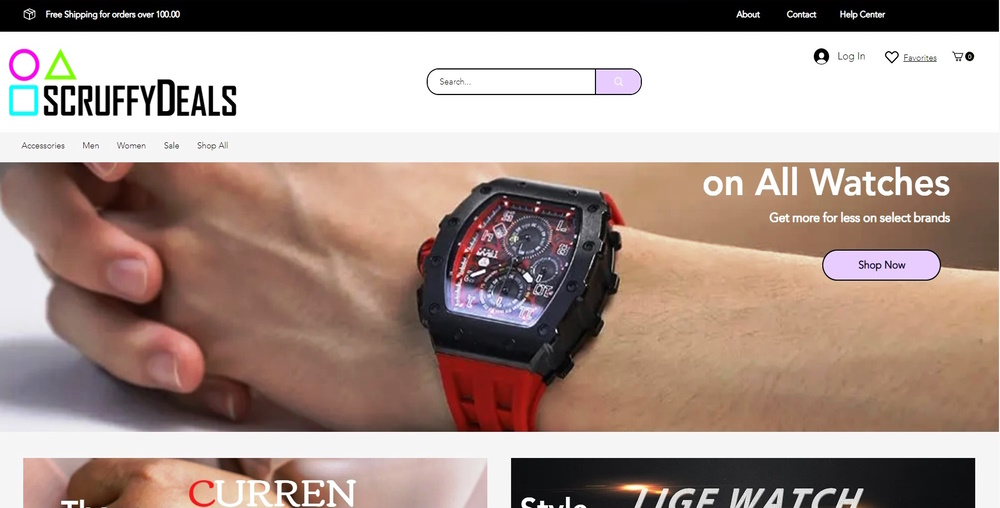 Free Shipping for orders over 100.00
About
Contact
Help Center
SCRUFFYDEALS
Search...
Log In
Favorites
0
Accessories
Men
Women
Sale
Shop All
on All Watches
Get more for less on select brands
Shop Now
CURREN
The
LIGE WATCH
Style